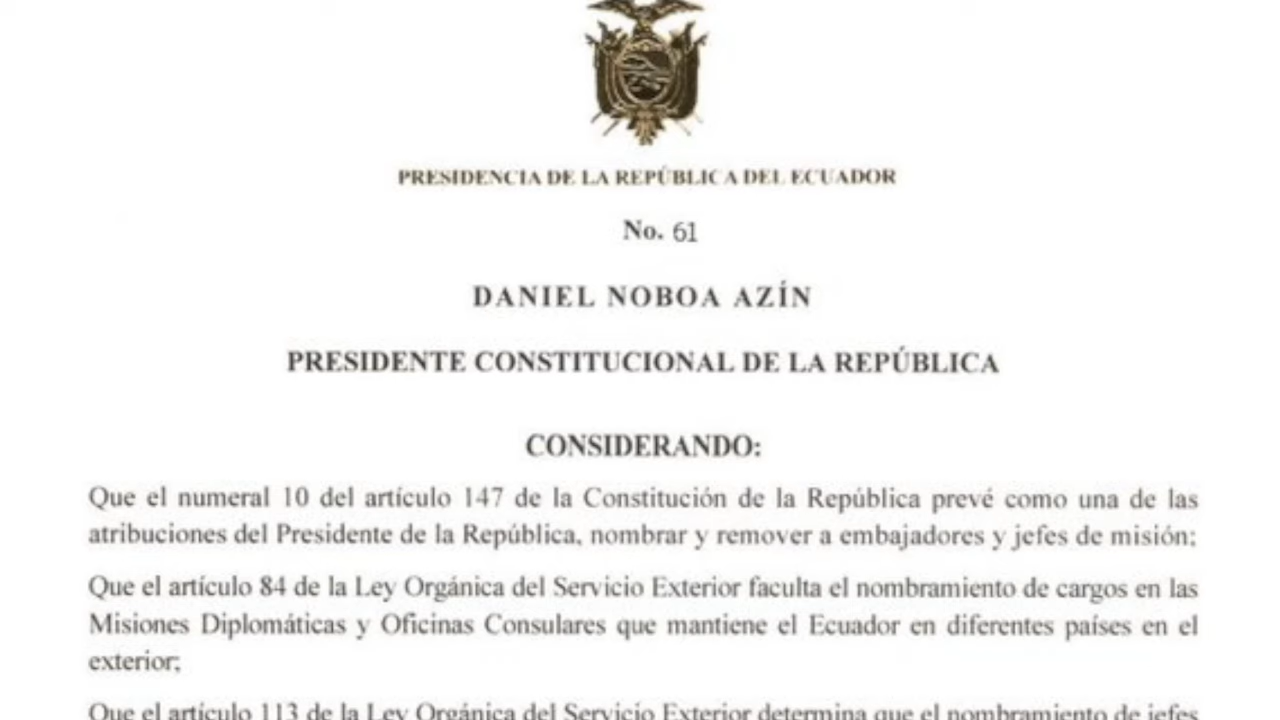 PRESIDENCIA DE LA REPÚBLICA DEL ECUADOR
No. 61
DANIEL NOBOA AZÍN
PRESIDENTE CONSTITUCIONAL DE LA REPÚBLICA
CONSIDERANDO:
Que el numeral 10 del artículo 147 de la Constitución de la República prevé como una de las
atribuciones del Presidente de la República, nombrar y remover a embajadores y jefes de misión;
Que el artículo 84 de la Ley Orgánica del Servicio Exterior faculta el nombramiento de cargos en las
Misiones Diplomáticas y Oficinas Consulares que mantiene el Ecuador en diferentes países en el
exterior;
Que el artículo 113 de la Ley Orgánica del Servicio Exterior determina que el nombramiento de jefes